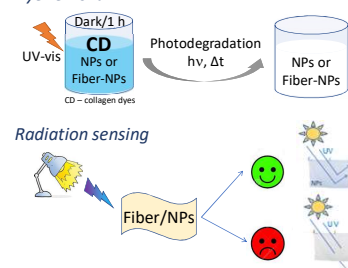 Dark/1 h
UV-vis
CD
NPs or
Fiber-NPs
CD – collagen dyes
Photodegradation
hν, Δt
NPs or
Fiber-NPs
Radiation sensing
Fiber/NPs
UV
NPs
UV